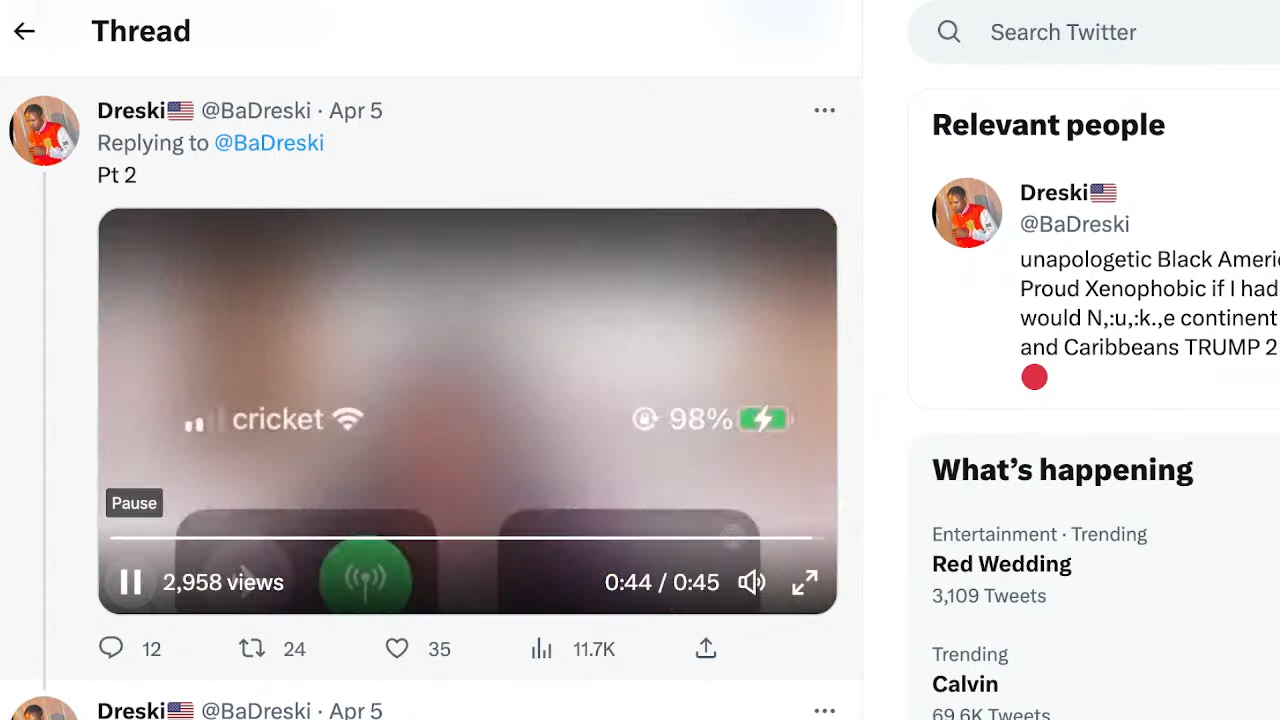 Thread
Dreski🇺🇸 @BaDreski · Apr 5
Replying to @BaDreski
Pt 2
cricket
98%
Pause
2,958 views
0:44 / 0:45
12
24
35
11.7K
Dreski🇺🇸 @BaDreski · Apr 5
Search Twitter
Relevant people
Dreski🇺🇸
@BaDreski
unapologetic Black Ameri
Proud Xenophobic if I had
would N,:u,:k.,e continent
and Caribbeans TRUMP 2
What's happening
Entertainment · Trending
Red Wedding
3,109 Tweets
Trending
Calvin
69.6K Tweets